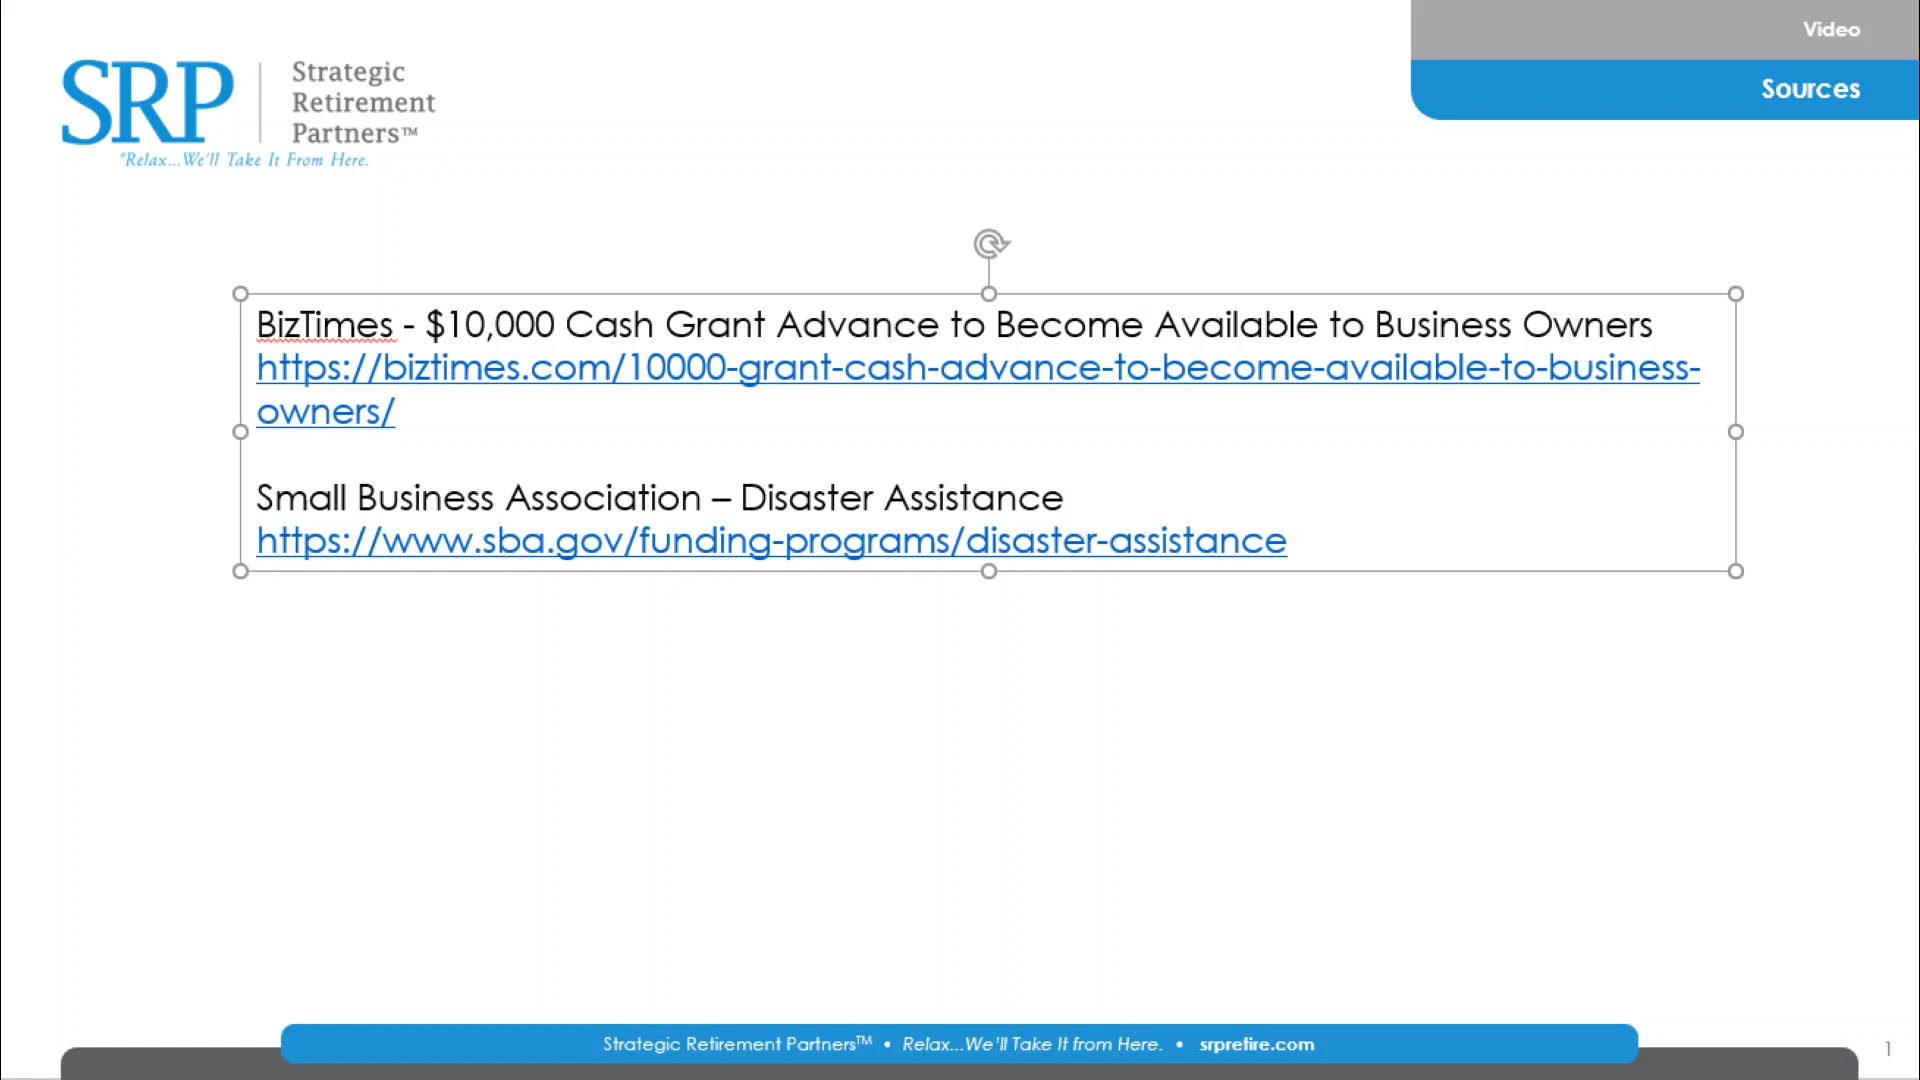 Video
Sources
SRP
Strategic
Retirement
Partners™
"Relax...We'll Take It From Here.
BizTimes - $10,000 Cash Grant Advance to Become Available to Business Owners
https://biztimes.com/10000-grant-cash-advance-to-become-available-to-business-
owners/
Small Business Association – Disaster Assistance
https://www.sba.gov/funding-programs/disaster-assistance
Strategic Retirement Partners™ • Relax...We'll Take It from Here. • srpretire.com
1